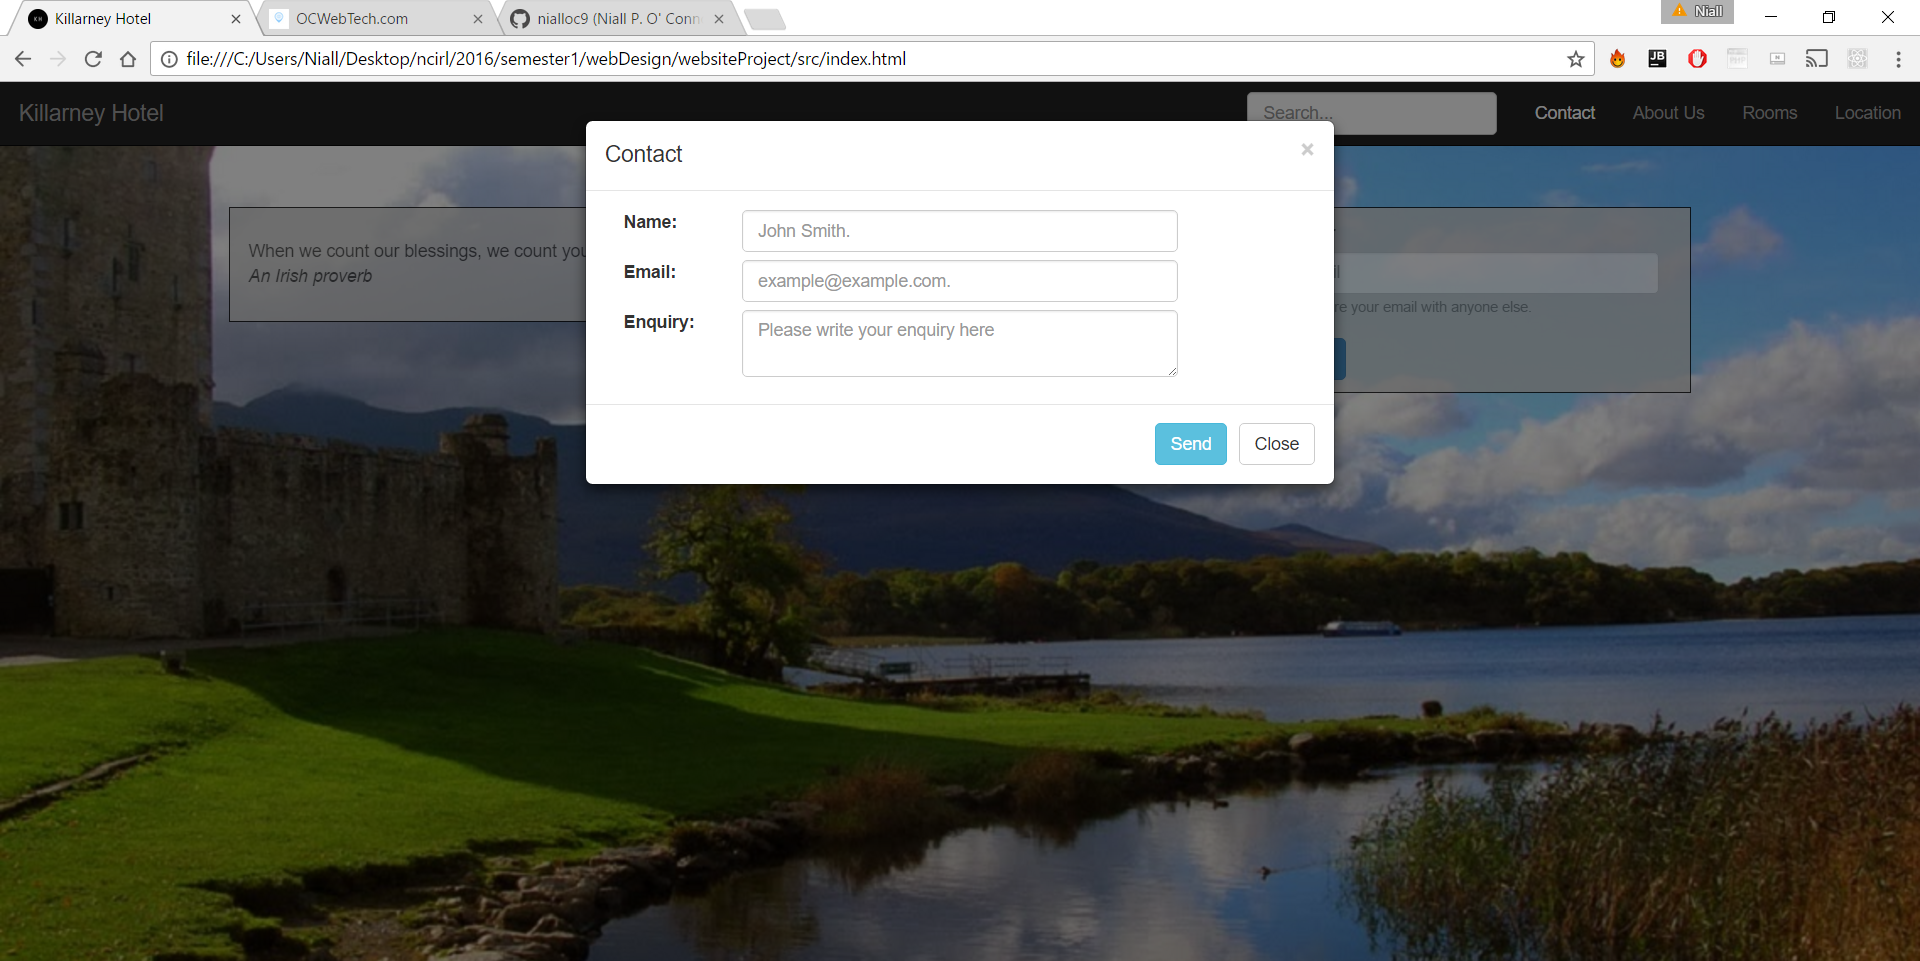 Killarney Hotel
OCWebTech.com
nialloc9 (Niall P. O' Conn
Niall
file:///C:/Users/Niall/Desktop/ncirl/2016/semester1/webDesign/websiteProject/src/index.html
JB
Killarney Hotel
Search...
Contact
About Us
Rooms
Location
Contact
×
When we count our blessings, we count you
An Irish proverb
Name:
John Smith.
Email:
example@example.com.
Enquiry:
Please write your enquiry here
re your email with anyone else.
Send
Close